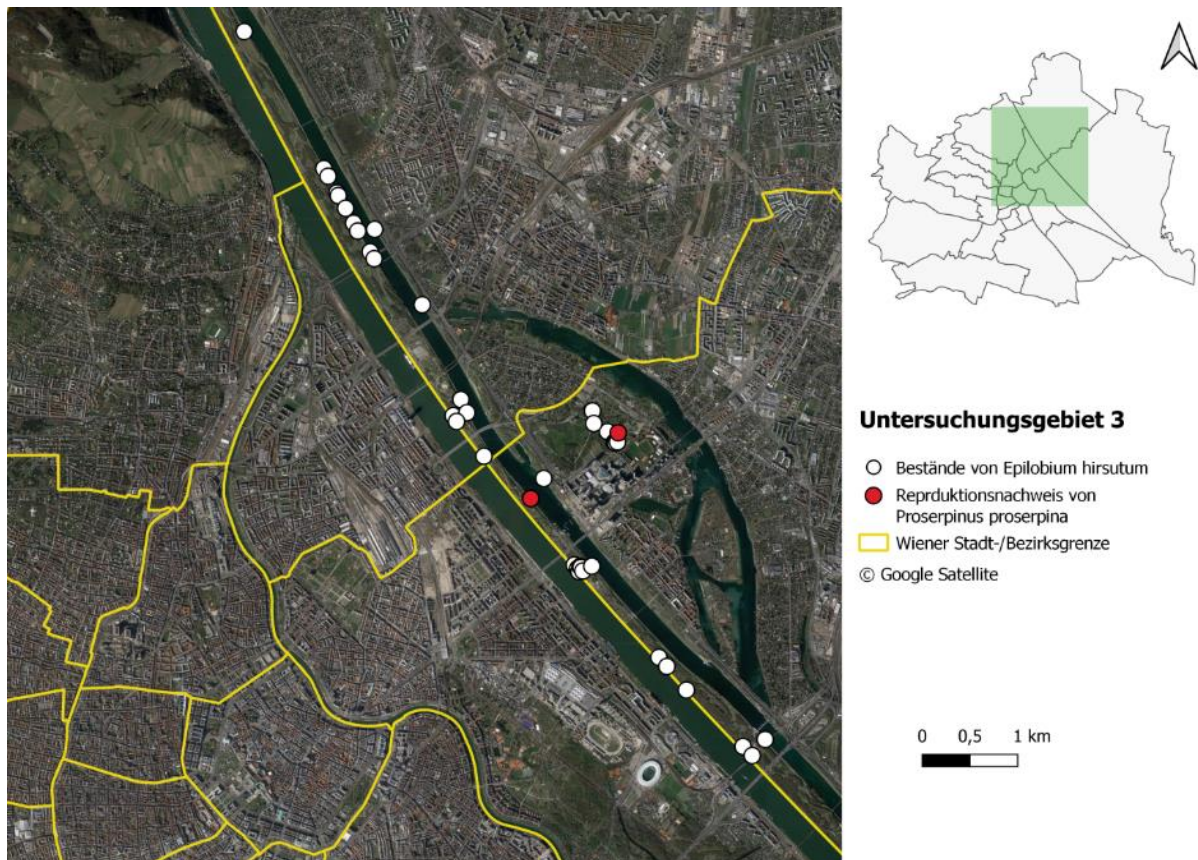 Untersuchungsgebiet 3
Bestände von Epilobium hirsutum
Reprduktionsnachweis von
Proserpinus proserpina
Wiener Stadt-/Bezirksgrenze
© Google Satellite
0 0,5 1 km